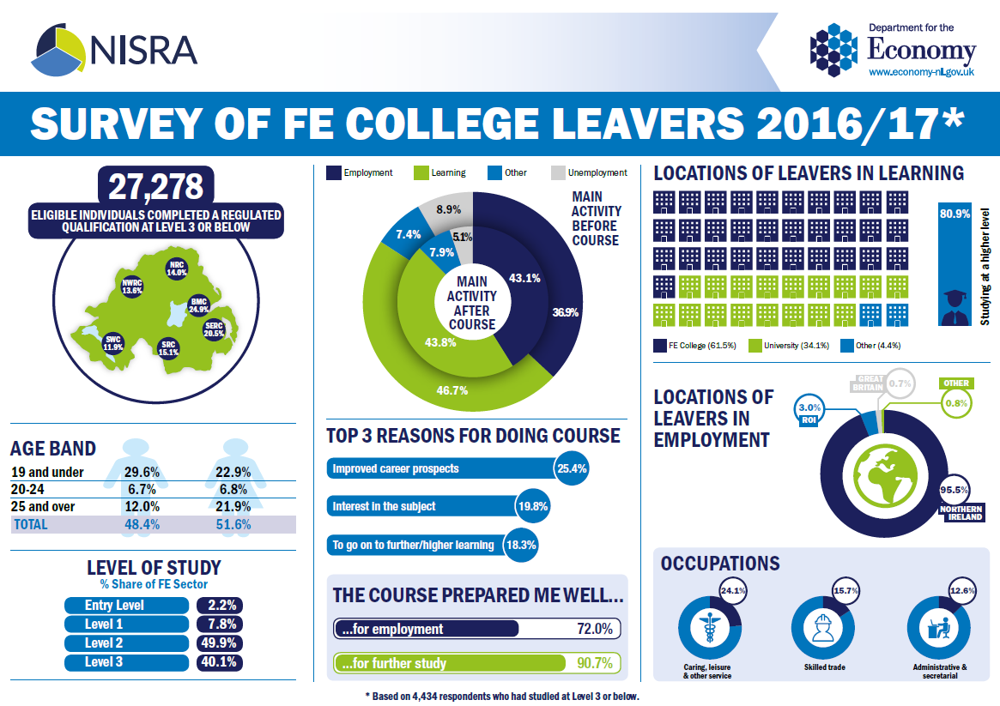 NISRA
Department for the
Economy
www.economy-ni.gov.uk
SURVEY OF FE COLLEGE LEAVERS 2016/17*
27,278
ELIGIBLE INDIVIDUALS COMPLETED A REGULATED
QUALIFICATION AT LEVEL 3 OR BELOW
NRC
14.0%
NWRC
13.6%
BMC
24.9%
SERC
20.5%
SWC
11.9%
SRC
15.1%
AGE BAND
19 and under 29.6% 22.9%
20-24 6.7% 6.8%
25 and over 12.0% 21.9%
TOTAL 48.4% 51.6%
LEVEL OF STUDY
% Share of FE Sector
Entry Level 2.2%
Level 1 7.8%
Level 2 49.9%
Level 3 40.1%
Employment Learning Other Unemployment
MAIN
ACTIVITY
BEFORE
COURSE
8.9%
7.4%
5.1%
7.9%
43.1%
36.9%
MAIN
ACTIVITY
AFTER
COURSE
43.8%
46.7%
TOP 3 REASONS FOR DOING COURSE
Improved career prospects 25.4%
Interest in the subject 19.8%
To go on to further/higher learning 18.3%
THE COURSE PREPARED ME WELL...
...for employment 72.0%
...for further study 90.7%
LOCATIONS OF LEAVERS IN LEARNING
80.9%
Studying at a higher level
FE College (61.5%) University (34.1%) Other (4.4%)
LOCATIONS OF
LEAVERS IN
EMPLOYMENT
GREAT
BRITAIN
0.7%
OTHER
0.8%
3.0%
ROI
95.5%
NORTHERN
IRELAND
OCCUPATIONS
24.1%
Caring, leisure
& other service
15.7%
Skilled trade
12.6%
Administrative &
secretarial
* Based on 4,434 respondents who had studied at Level 3 or below.